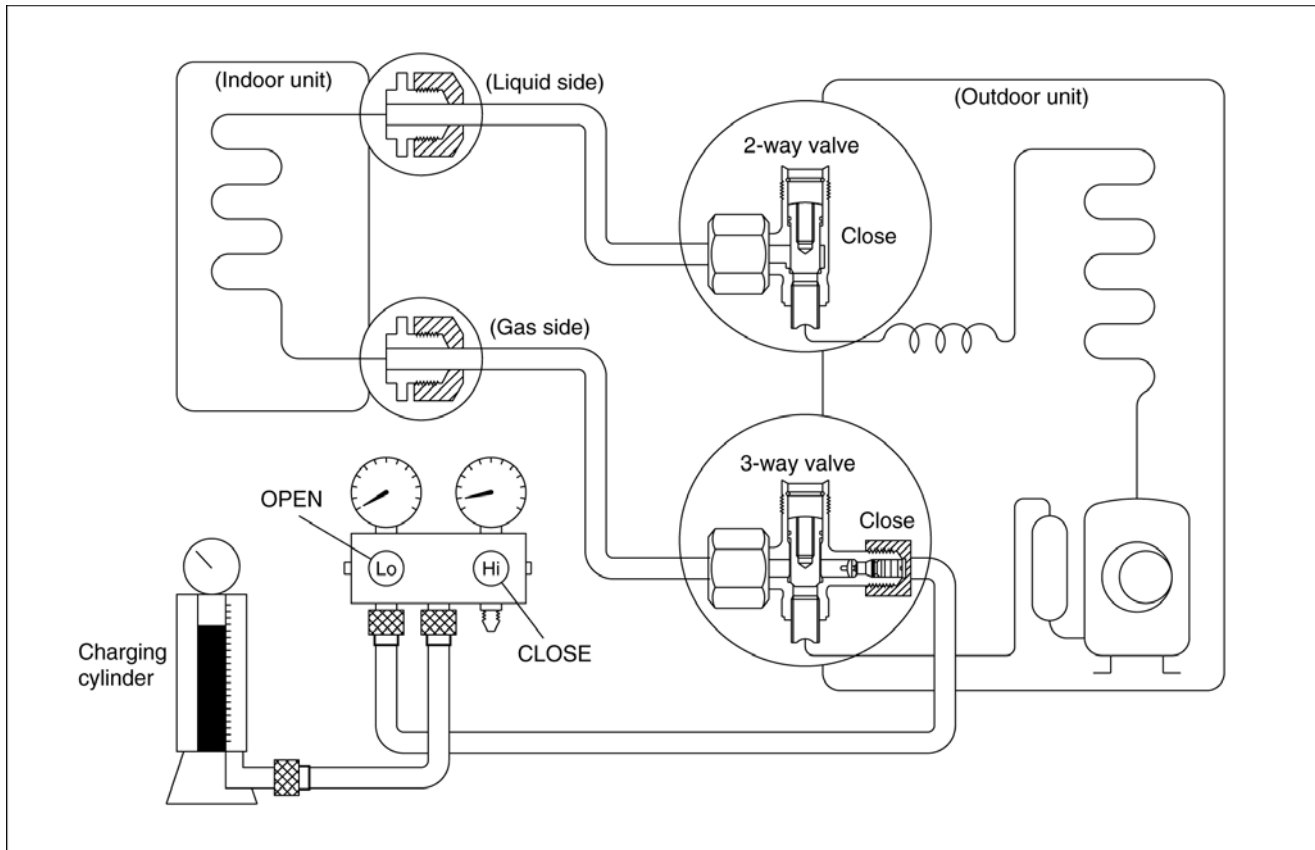 (Indoor unit)
(Liquid side)
(Outdoor unit)
2-way valve
Close
(Gas side)
3-way valve
Close
OPEN
Lo
Hi
CLOSE
Charging
cylinder